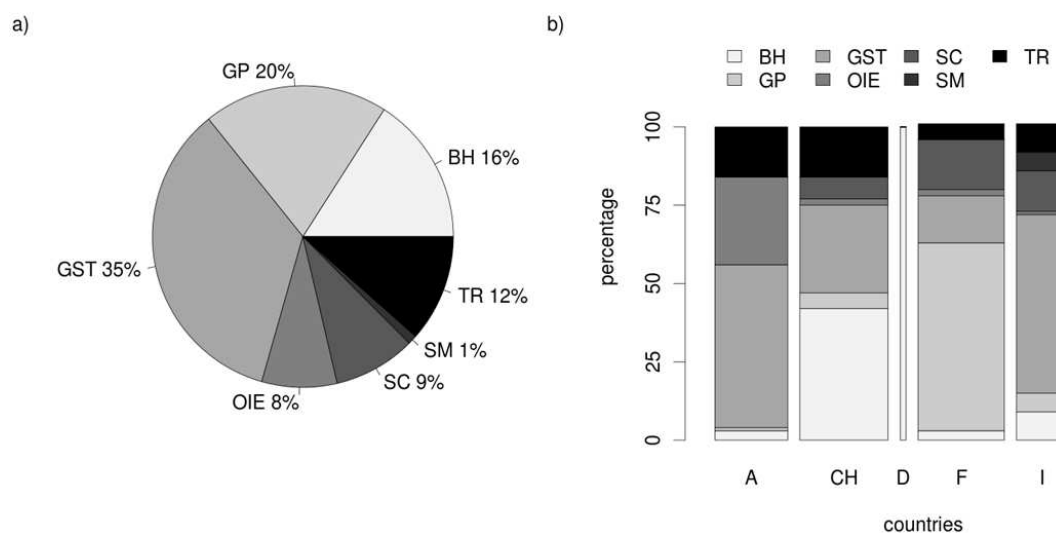 a)
GP 20%
BH 16%
GST 35%
TR 12%
SM 1%
SC 9%
OIE 8%
b)
BH GST SC TR
GP OIE SM
100
75
50
25
0
percentage
A CH D F I
countries